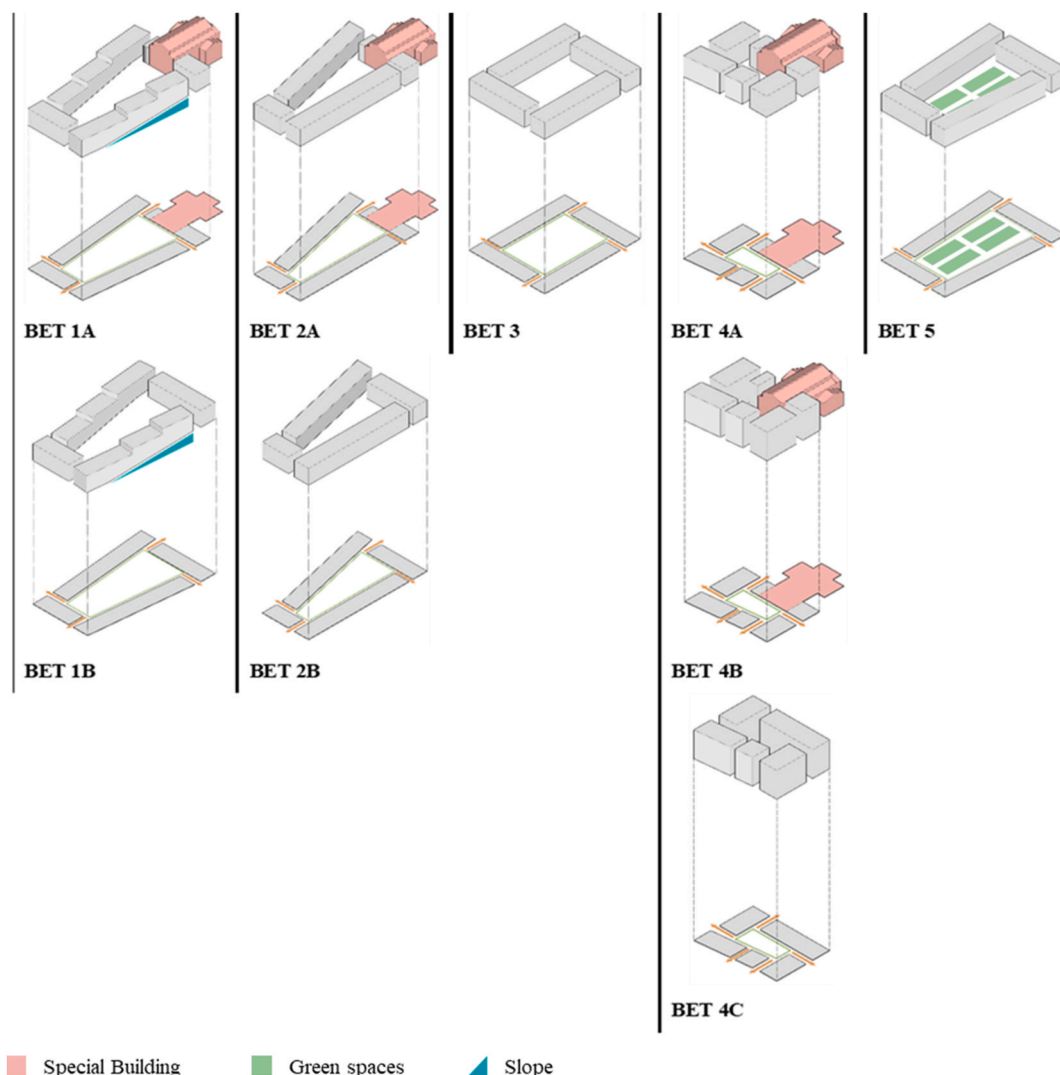 BET 1A
BET 2A
BET 3
BET 4A
BET 5
BET 1B
BET 2B
BET 4B
BET 4C
Special Building
Green spaces
Slope